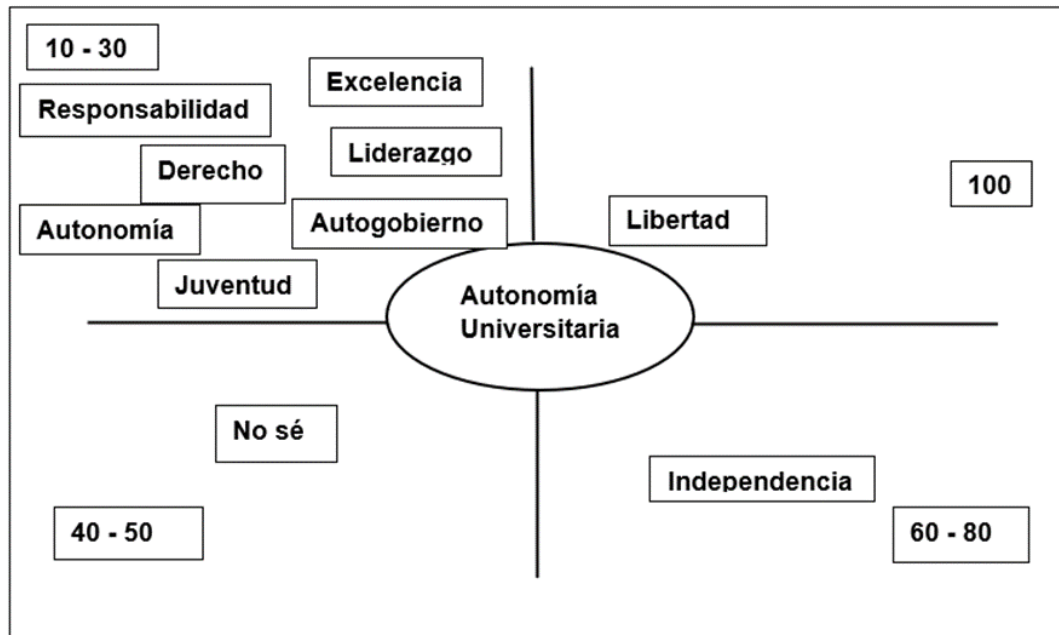 10 - 30
Excelencia
Responsabilidad
Liderazgo
Derecho
100
Autonomía
Autogobierno
Libertad
Juventud
Autonomía
Universitaria
No sé
Independencia
40 - 50
60 - 80